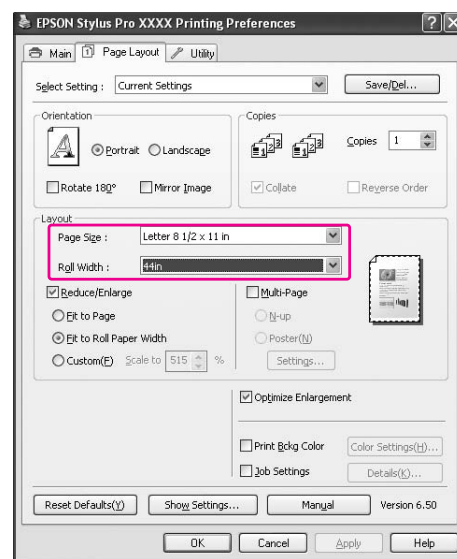 EPSON Stylus Pro XXXX Printing Preferences
Main Page Layout Utility
Select Setting : Current Settings Save/Del...
Orientation
Portrait Landscape
Rotate 180° Mirror Image
Copies
Copies 1
Collate Reverse Order
Layout
Page Size : Letter 8 1/2 x 11 in
Roll Width : 44in
Reduce/Enlarge
Fit to Page
Fit to Roll Paper Width
Custom(E) Scale to 515 %
Multi-Page
N-up
Poster(N)
Settings...
Optimize Enlargement
Print Bckg Color Color Settings(H)...
Job Settings Details(K)...
Reset Defaults(Y) Show Settings... Manual Version 6.50
OK Cancel Apply Help